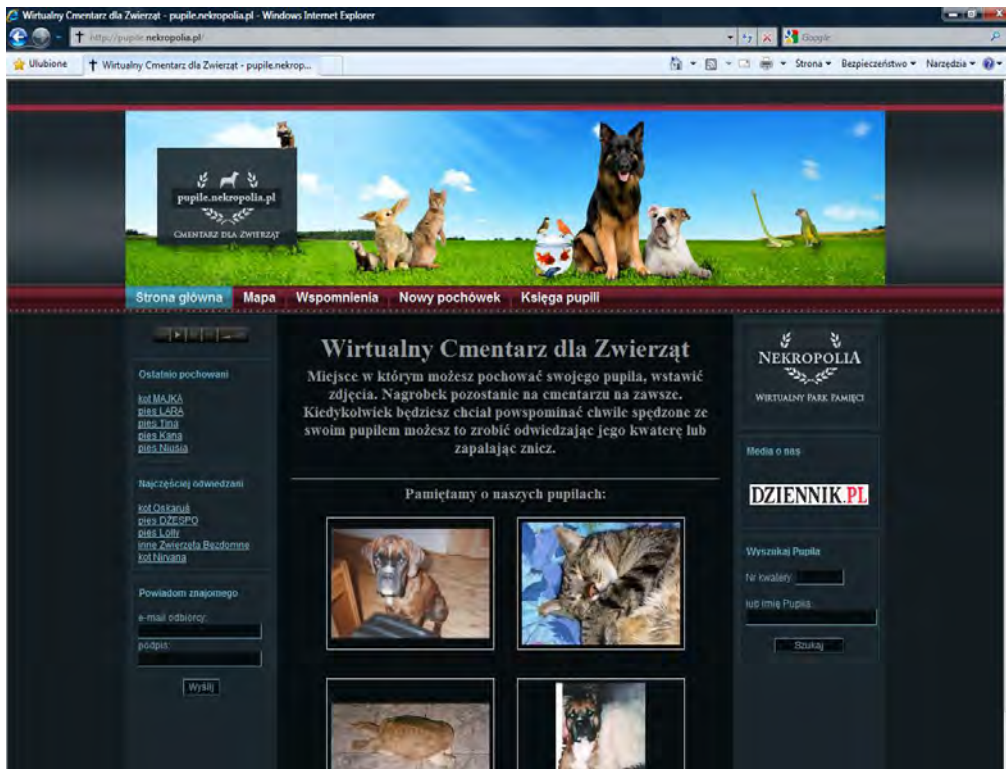 Wirtualny Cmentarz dla Zwierząt - pupile.nekropolia.pl - Windows Internet Explorer
http://pupile.nekropolia.pl/
Google
Ulubione
Wirtualny Cmentarz dla Zwierząt - pupile.nekrop...
Strona
Bezpieczeństwo
Narzędzia
pupile.nekropolia.pl
CMENTARZ DLA ZWIERZĄT
Strona główna
Mapa
Wspomnienia
Nowy pochówek
Księga pupili
Ostatnio pochowani
kot MAJKA
pies LARA
pies Tina
pies Kana
pies Niusia
Najczęściej odwiedzani
kot Oskaruś
pies DŻESPO
pies Lolly
inne Zwierzęta Bezdomne
kot Nirvana
Powiadom znajomego
e-mail odbiorcy:
podpis:
Wyślij
Wirtualny Cmentarz dla Zwierząt
Miejsce w którym możesz pochować swojego pupila, wstawić
zdjęcia. Nagrobek pozostanie na cmentarzu na zawsze.
Kiedykolwiek będziesz chciał powspominać chwile spędzone ze
swoim pupilem możesz to zrobić odwiedzając jego kwaterę lub
zapalając znicz.
Pamiętamy o naszych pupilach:
NEKROPOLIA
WIRTUALNY PARK PAMIĘCI
Media o nas
DZIENNIK.PL
Wyszukaj Pupila
Nr kwatery:
lub Imię Pupila:
Szukaj